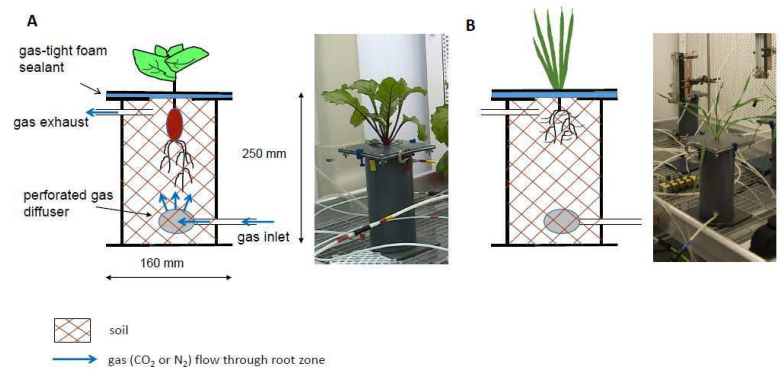 A
B
gas-tight foam
sealant
gas exhaust
250 mm
perforated gas
diffuser
gas inlet
160 mm
soil
gas (CO₂ or N₂) flow through root zone